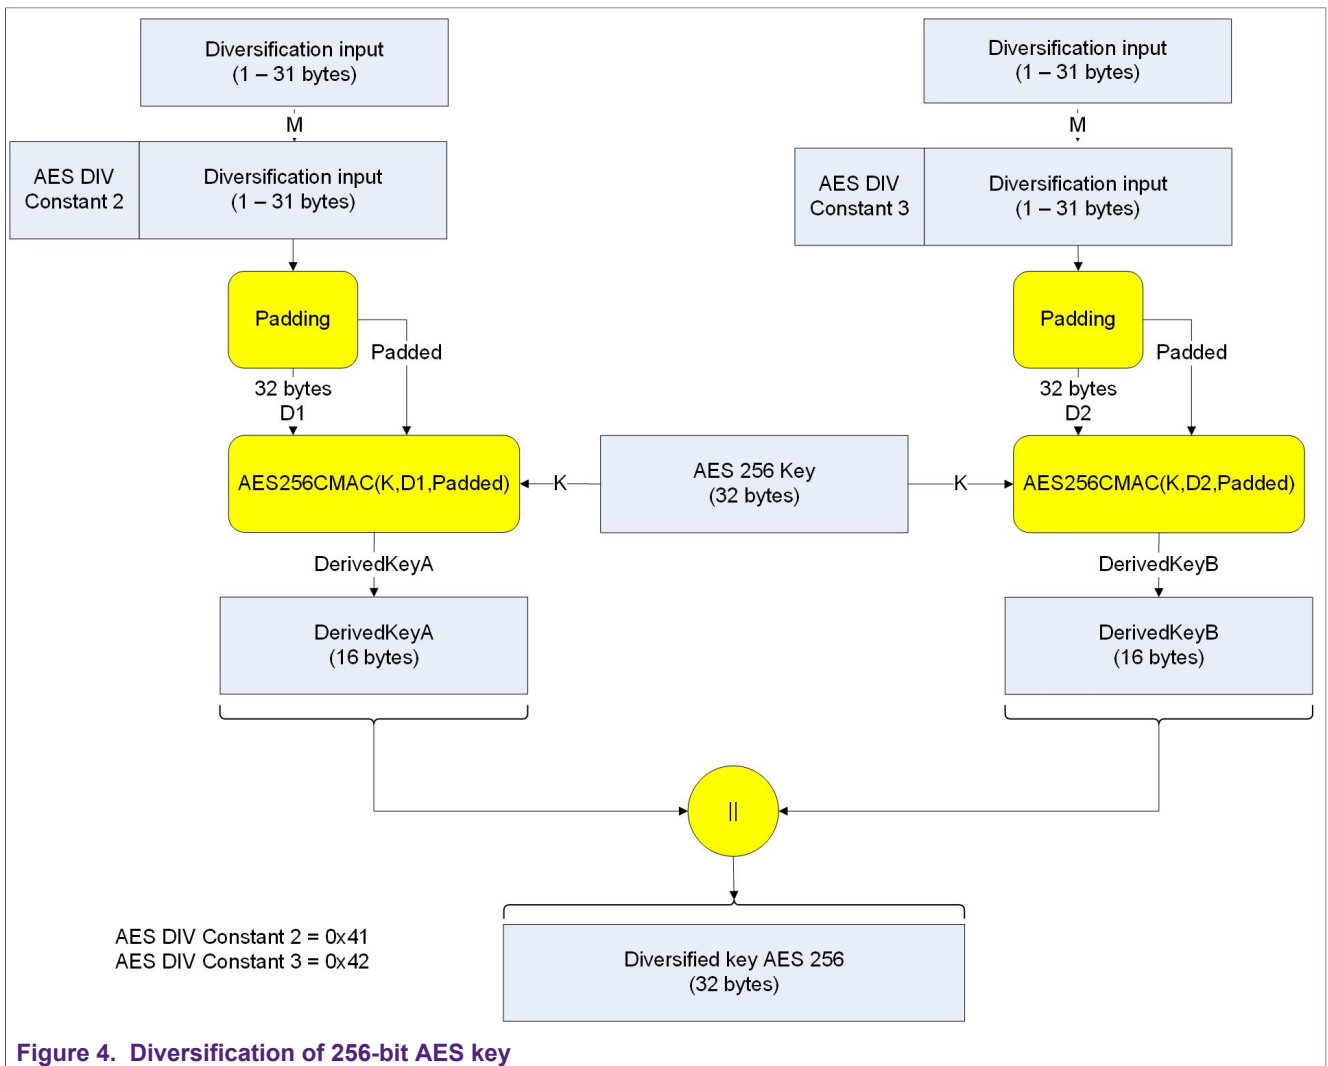 Diversification input
(1 – 31 bytes)
M
AES DIV
Constant 2
Diversification input
(1 – 31 bytes)
Padding
Padded
32 bytes
D1
AES256CMAC(K,D1,Padded)
DerivedKeyA
DerivedKeyA
(16 bytes)
K
AES 256 Key
(32 bytes)
K
Diversification input
(1 – 31 bytes)
M
AES DIV
Constant 3
Diversification input
(1 – 31 bytes)
Padding
Padded
32 bytes
D2
AES256CMAC(K,D2,Padded)
DerivedKeyB
DerivedKeyB
(16 bytes)
||
Diversified key AES 256
(32 bytes)
AES DIV Constant 2 = 0x41
AES DIV Constant 3 = 0x42
Figure 4. Diversification of 256-bit AES key